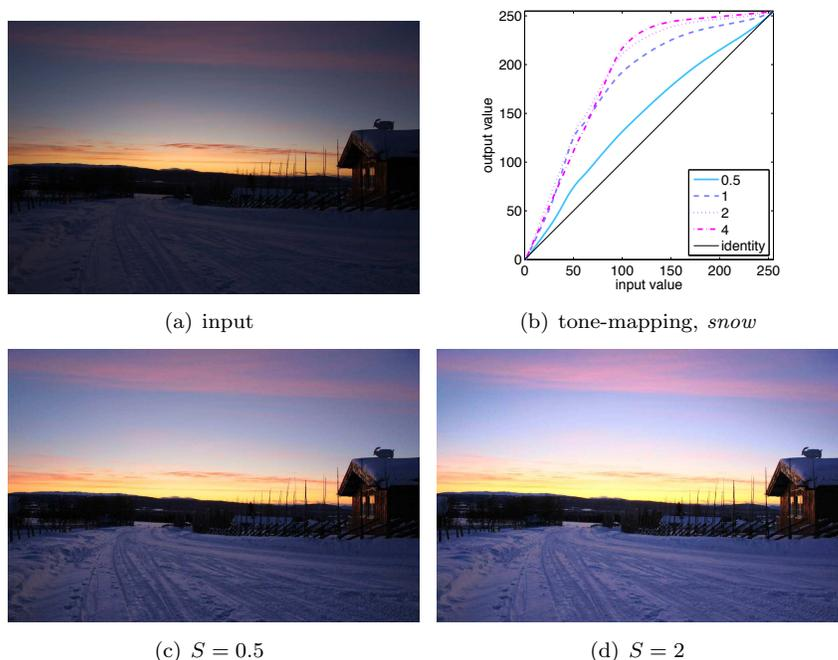 250
200
150
100
50
0
output value
0 50 100 150 200 250
input value
0.5
1
2
4
identity
(a) input
(b) tone-mapping, snow
(c) S = 0.5
(d) S = 2